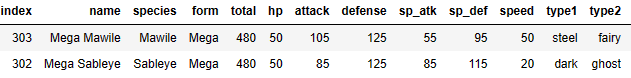 index name species form total hp attack defense sp_atk sp_def speed type1 type2
303 Mega Mawile Mawile Mega 480 50 105 125 55 95 50 steel fairy
302 Mega Sableye Sableye Mega 480 50 85 125 85 115 20 dark ghost